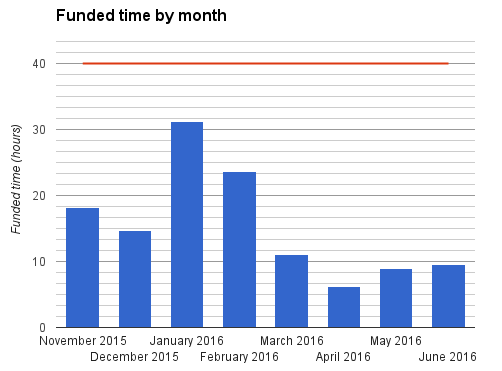 Funded time by month
Funded time (hours)
40
30
20
10
0
November 2015
December 2015
January 2016
February 2016
March 2016
April 2016
May 2016
June 2016